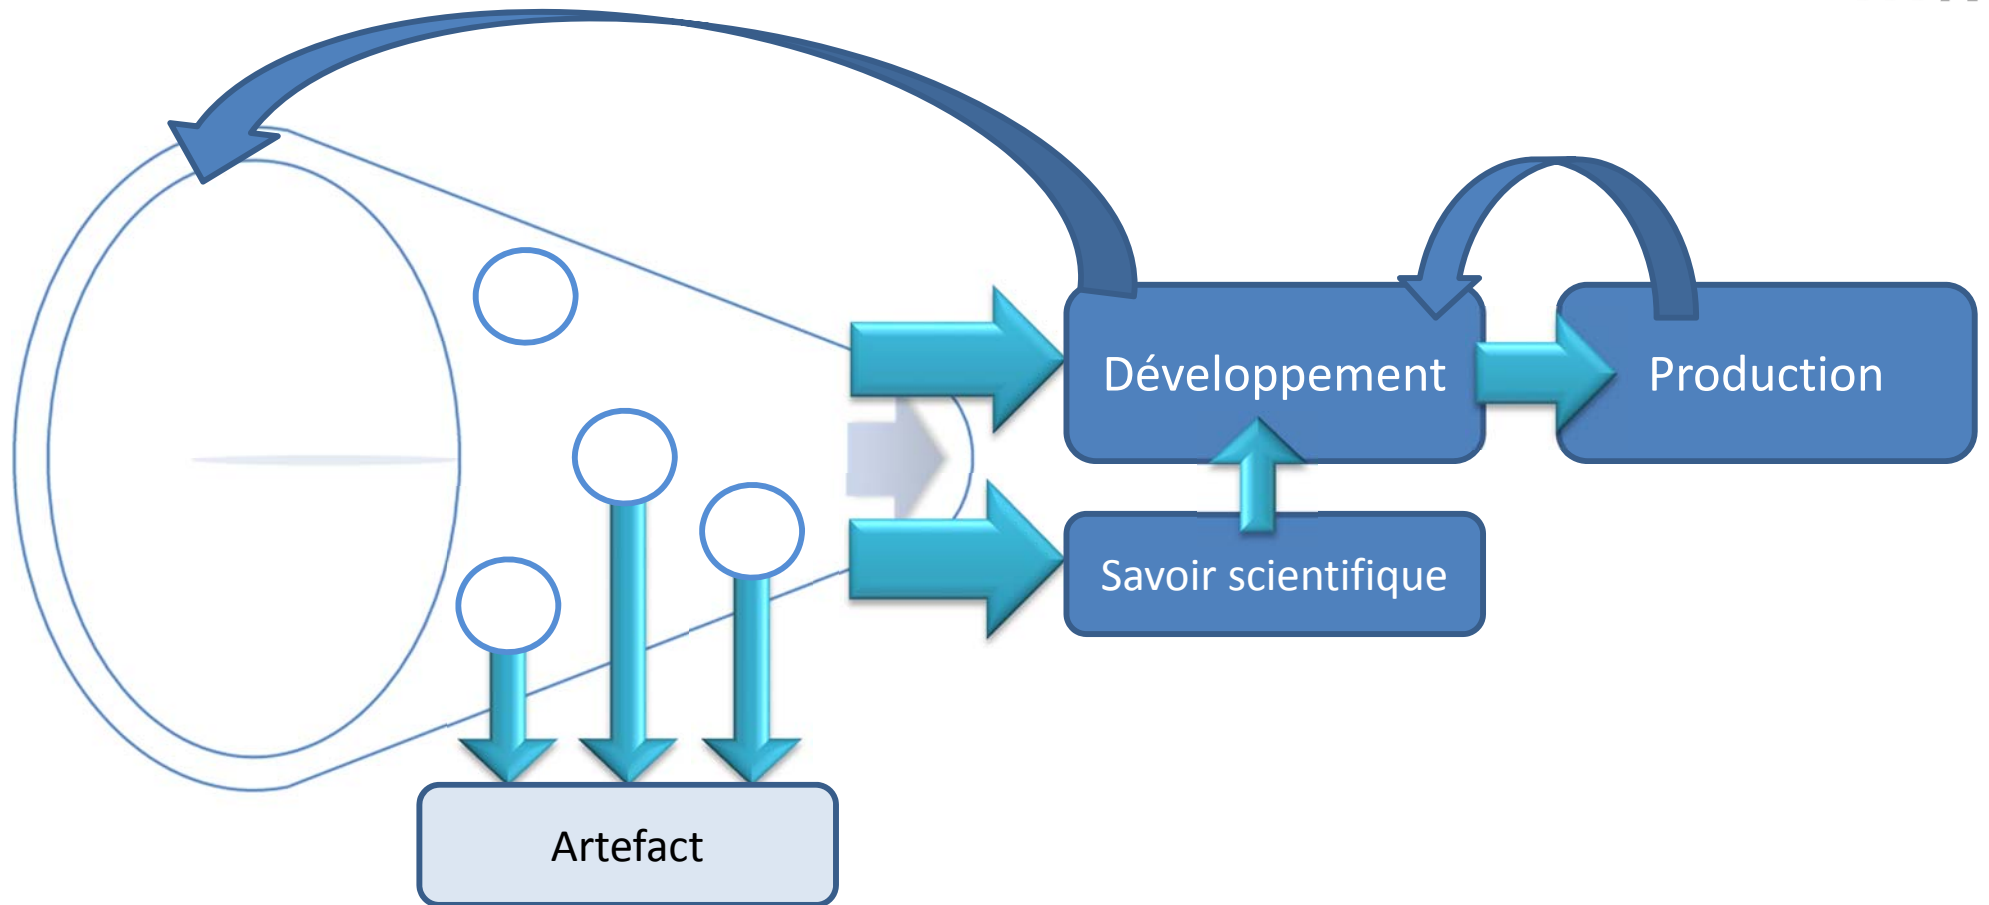 Développement
Production
Savoir scientifique
Artefact